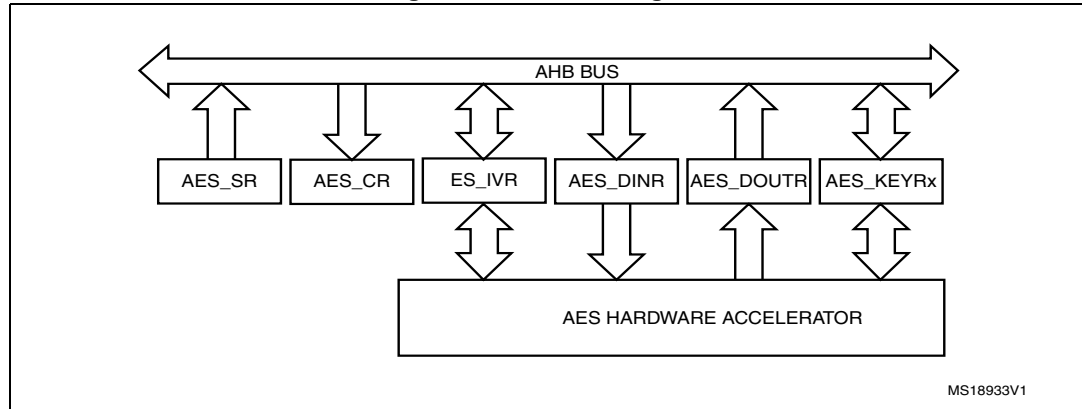 AHB BUS
AES_SR
AES_CR
ES_IVR
AES_DINR
AES_DOUTR
AES_KEYRx
AES HARDWARE ACCELERATOR
MS18933V1